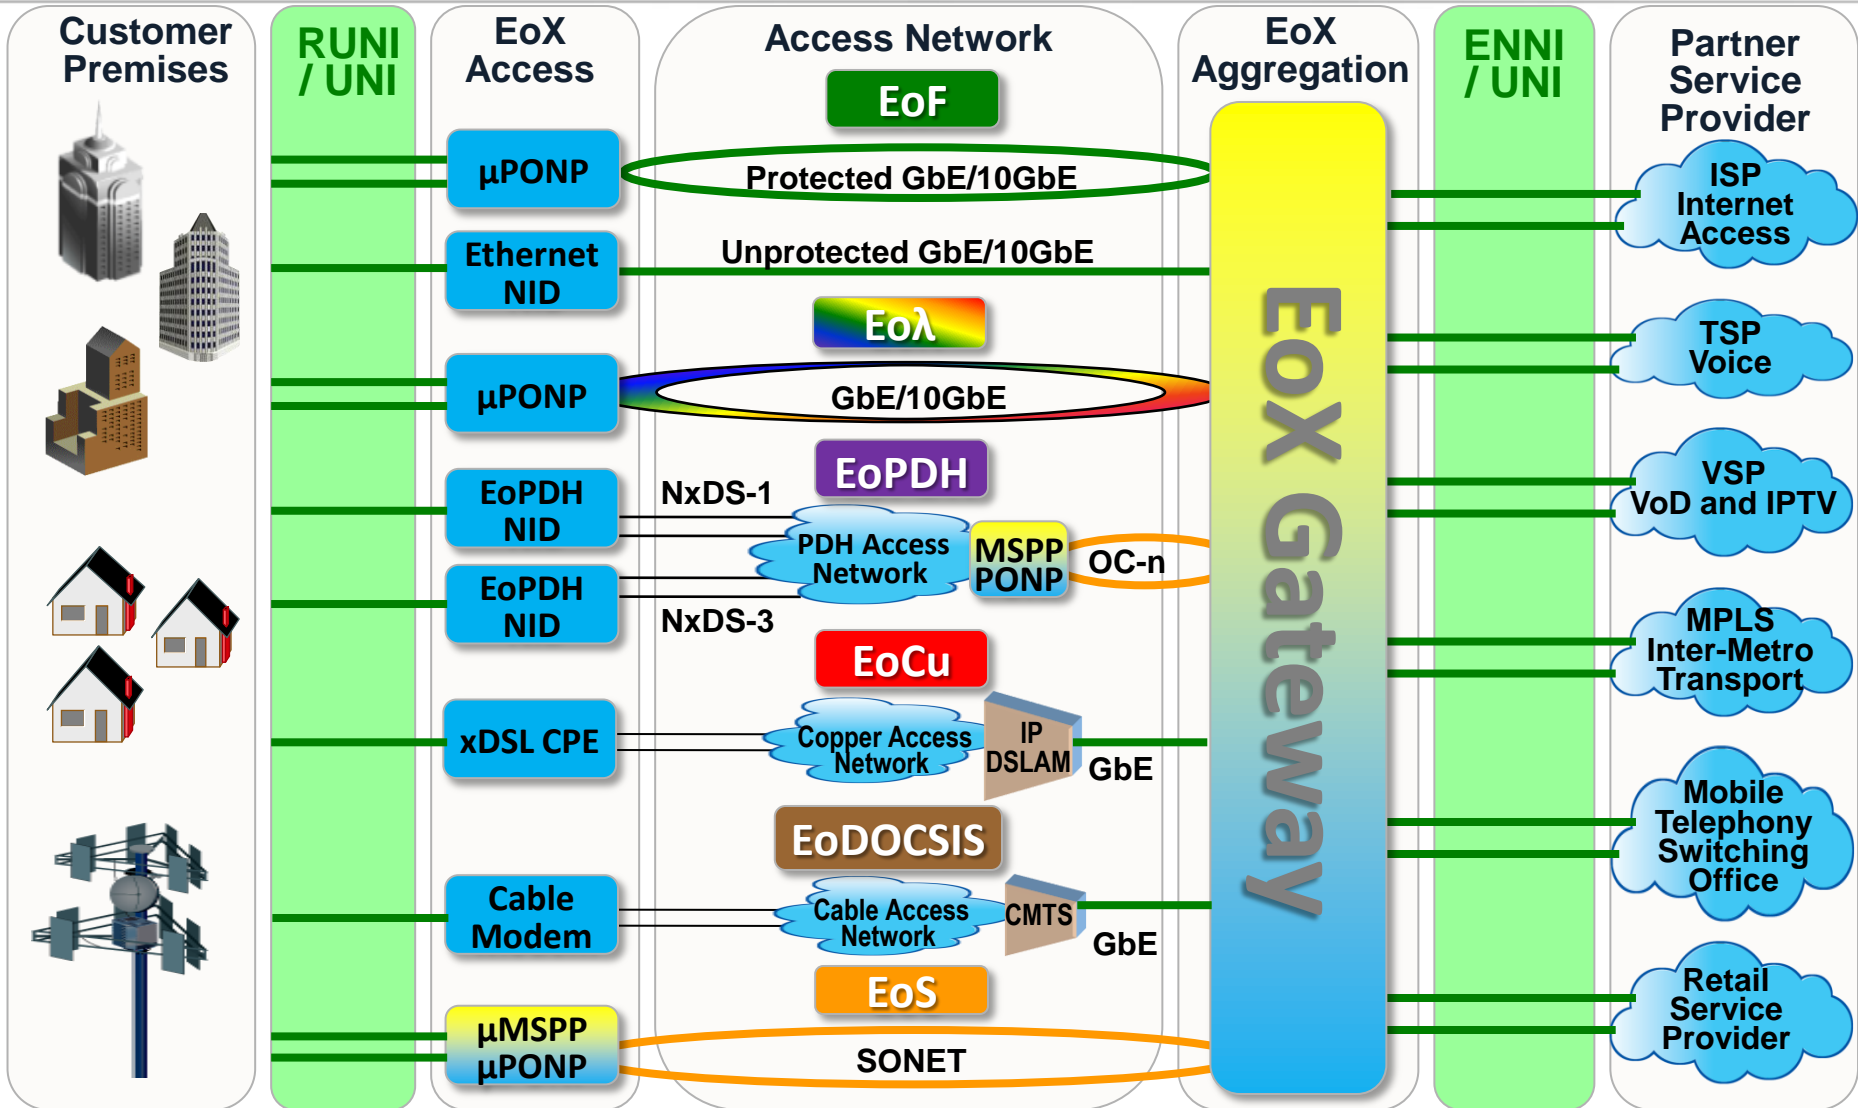 Customer
Premises
RUNI
/ UNI
EoX
Access
Access Network
EoX
Aggregation
ENNI
/ UNI
Partner
Service
Provider
EoF
µPONP
Protected GbE/10GbE
Ethernet
NID
Unprotected GbE/10GbE
Eoλ
µPONP
GbE/10GbE
EoPDH
EoPDH
NID
NxDS-1
PDH Access
Network
MSPP
PONP
OC-n
EoPDH
NID
NxDS-3
EoCu
xDSL CPE
Copper Access
Network
IP
DSLAM
GbE
EoDOCSIS
Cable
Modem
Cable Access
Network
CMTS
GbE
EoS
µMSPP
µPONP
SONET
EoX Gateway
ISP
Internet
Access
TSP
Voice
VSP
VoD and IPTV
MPLS
Inter-Metro
Transport
Mobile
Telephony
Switching
Office
Retail
Service
Provider